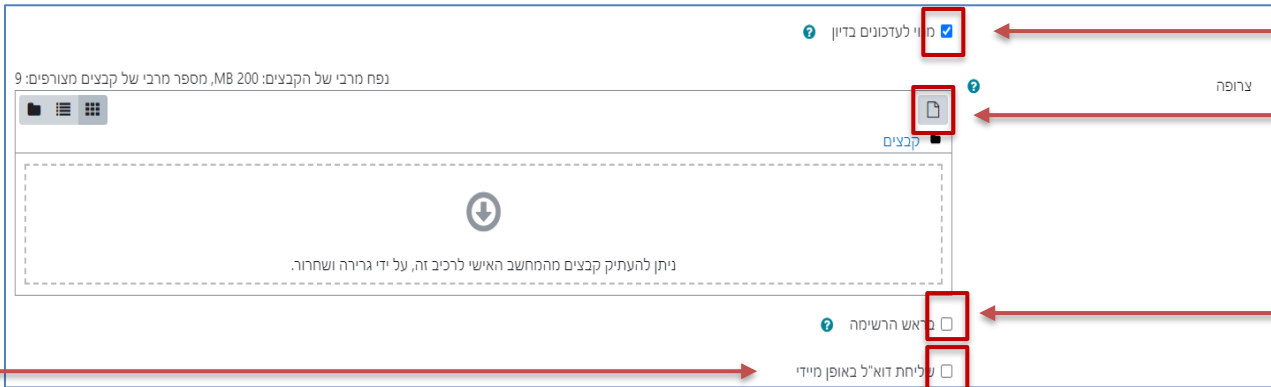 מנוי לעדכונים בדיון
צרופה
נפח מרבי של הקבצים: 200 MB, מספר מרבי של קבצים מצורפים: 9
קבצים
ניתן להעתיק קבצים מהמחשב האישי לרכיב זה, על ידי גרירה ושחרור.
בראש הרשימה
שליחת דוא"ל באופן מיידי